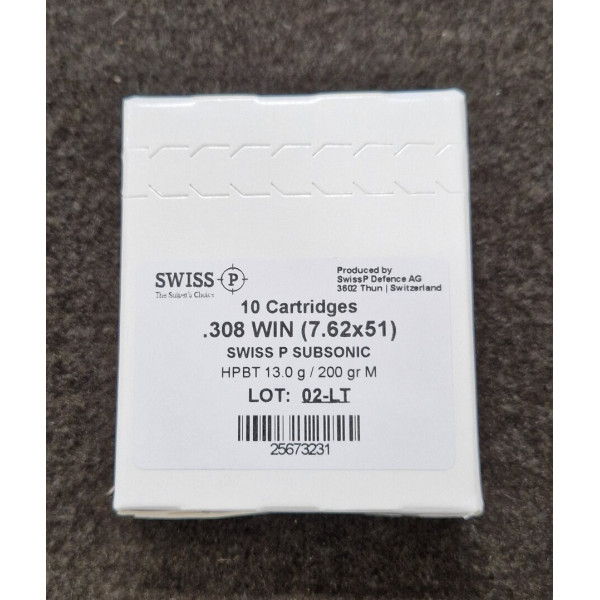 SWISS P
The Sniper's Choice
Produced by
SwissP Defence AG
3602 Thun | Switzerland
10 Cartridges
.308 WIN (7.62x51)
SWISS P SUBSONIC
HPBT 13.0 g / 200 gr M
LOT: 02-LT
25673231